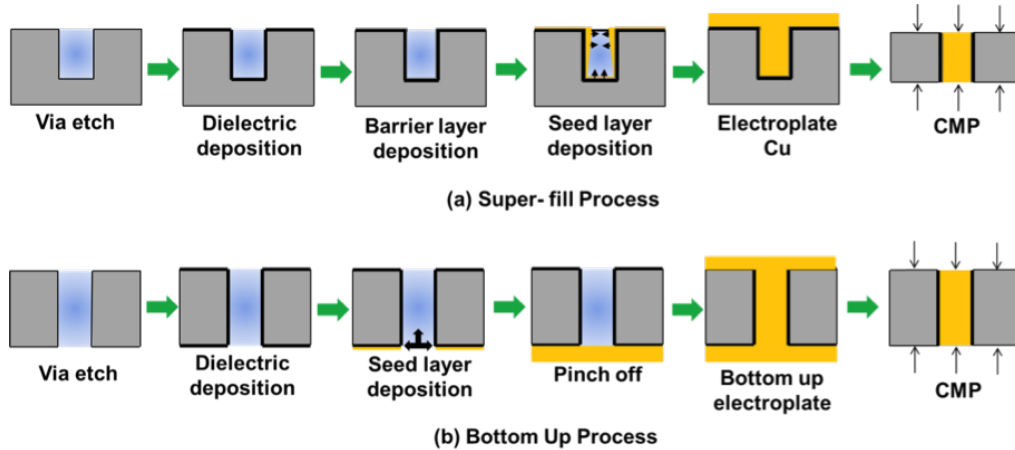 Via etch
Dielectric
deposition
Barrier layer
deposition
Seed layer
deposition
Electroplate
Cu
CMP
(a) Super- fill Process
Via etch
Dielectric
deposition
Seed layer
deposition
Pinch off
Bottom up
electroplate
CMP
(b) Bottom Up Process